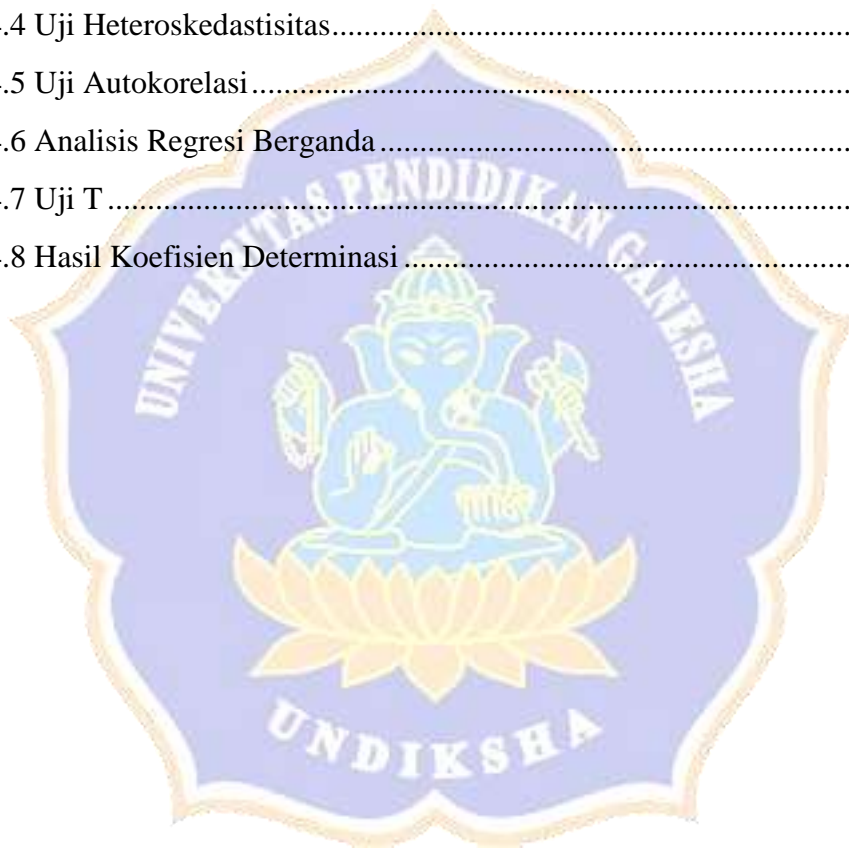 .4 Uji Heteroskedastisitas
.5 Uji Autokorelasi
.6 Analisis Regresi Berganda
.7 Uji T
.8 Hasil Koefisien Determinasi
UNIVERSITAS PENDIDIKAN GANESHA
UNDIKSHA